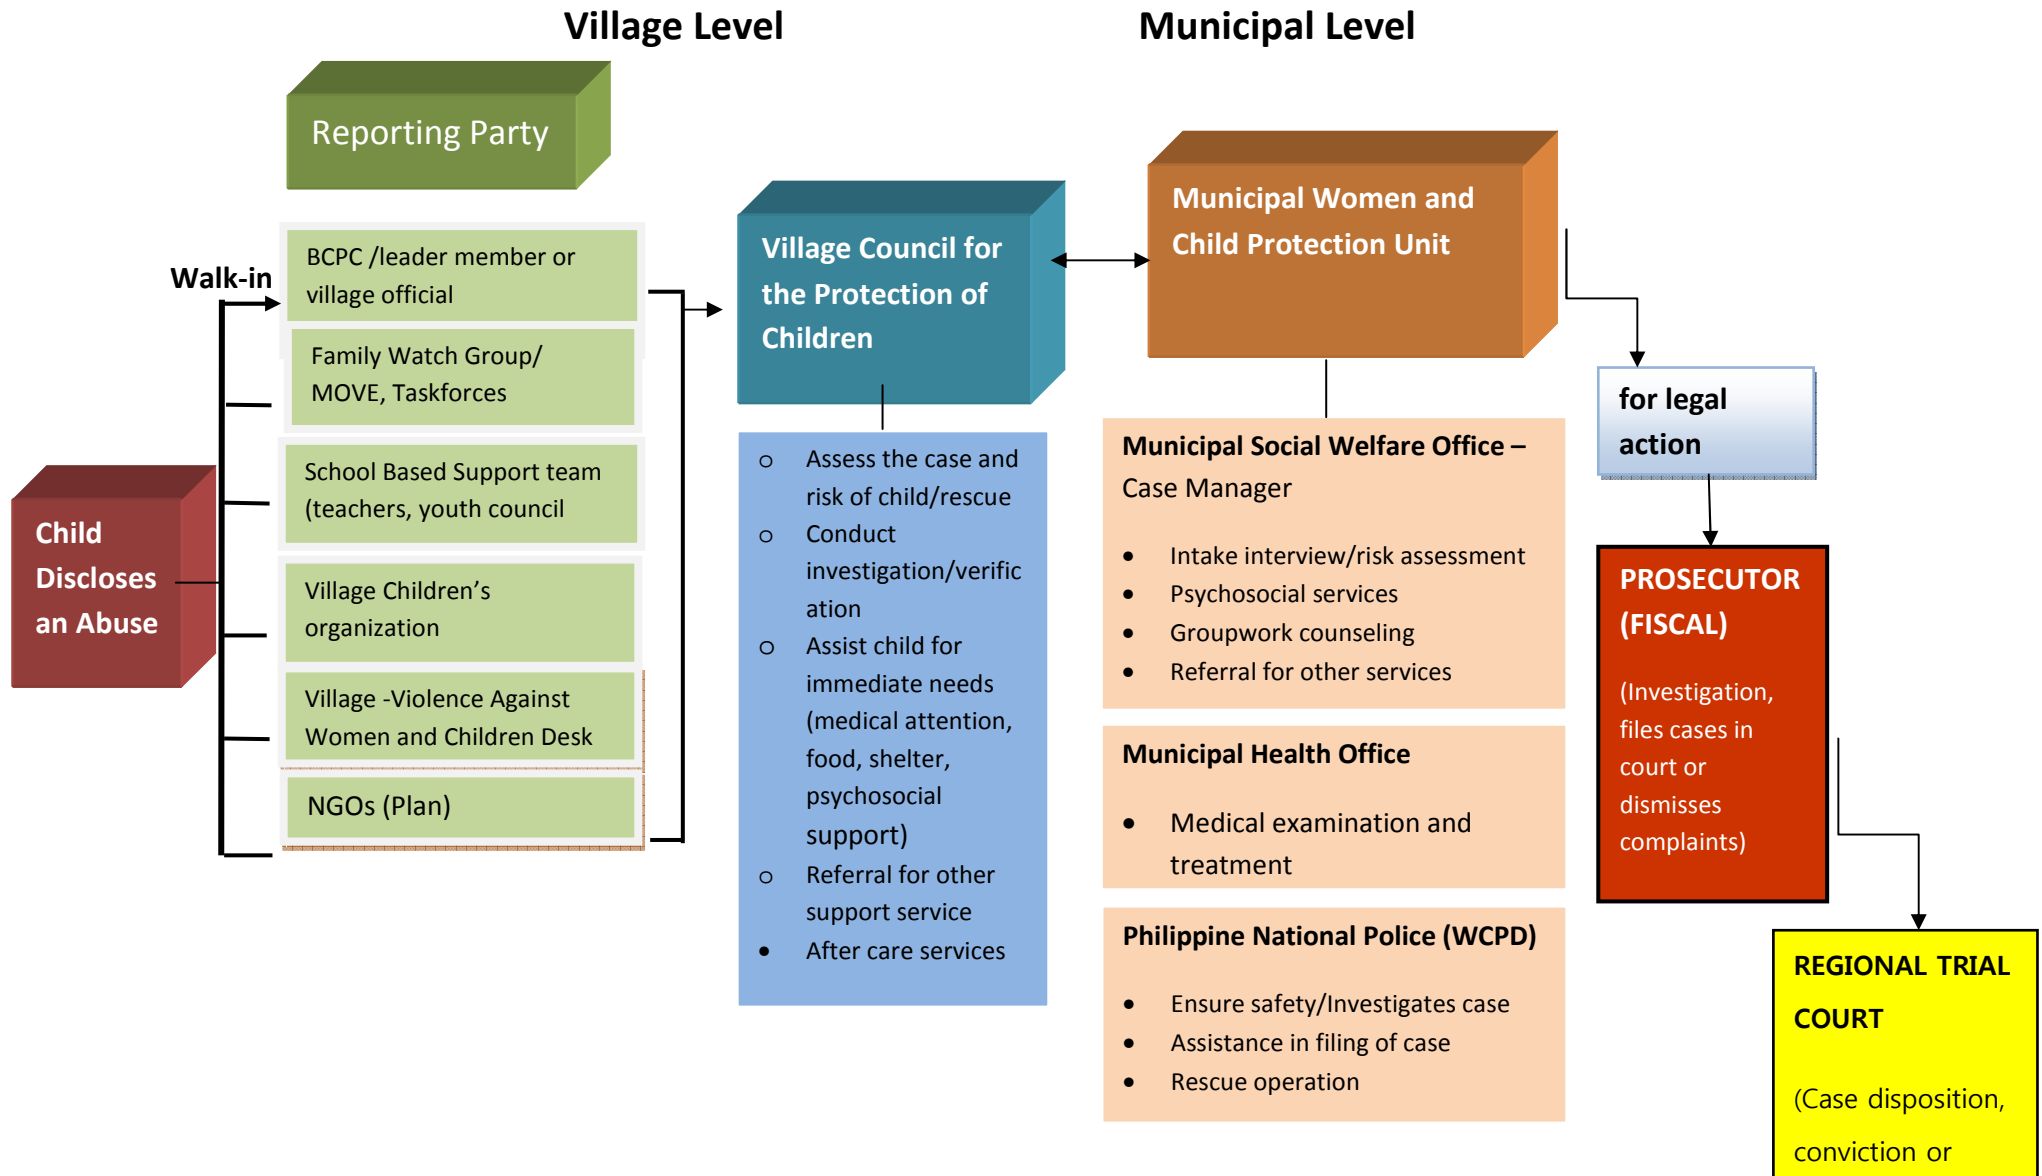 Village Level
Municipal Level
Reporting Party
Walk-in
Child
Discloses
an Abuse
BCPC /leader member or
village official
Family Watch Group/
MOVE, Taskforces
School Based Support team
(teachers, youth council
Village Children’s
organization
Village -Violence Against
Women and Children Desk
NGOs (Plan)
Village Council for
the Protection of
Children
o Assess the case and
risk of child/rescue
o Conduct
investigation/verific
ation
o Assist child for
immediate needs
(medical attention,
food, shelter,
psychosocial
support)
o Referral for other
support service
• After care services
Municipal Women and
Child Protection Unit
Municipal Social Welfare Office –
Case Manager
• Intake interview/risk assessment
• Psychosocial services
• Groupwork counseling
• Referral for other services
Municipal Health Office
• Medical examination and
treatment
Philippine National Police (WCPD)
• Ensure safety/Investigates case
• Assistance in filing of case
• Rescue operation
for legal
action
PROSECUTOR
(FISCAL)
(Investigation,
files cases in
court or
dismisses
complaints)
REGIONAL TRIAL
COURT
(Case disposition,
conviction or